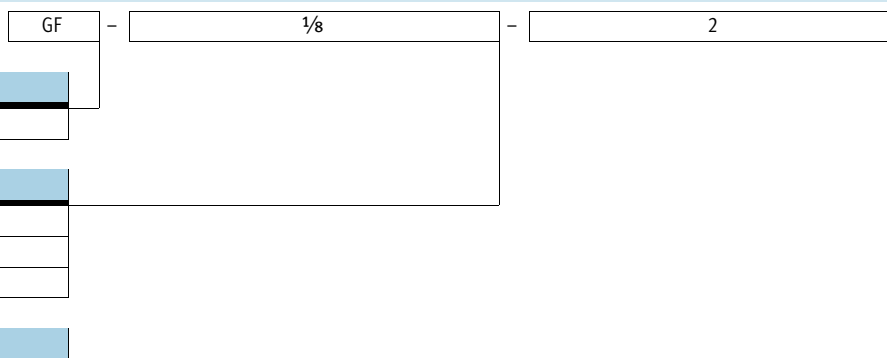 GF – ⅛ – 2